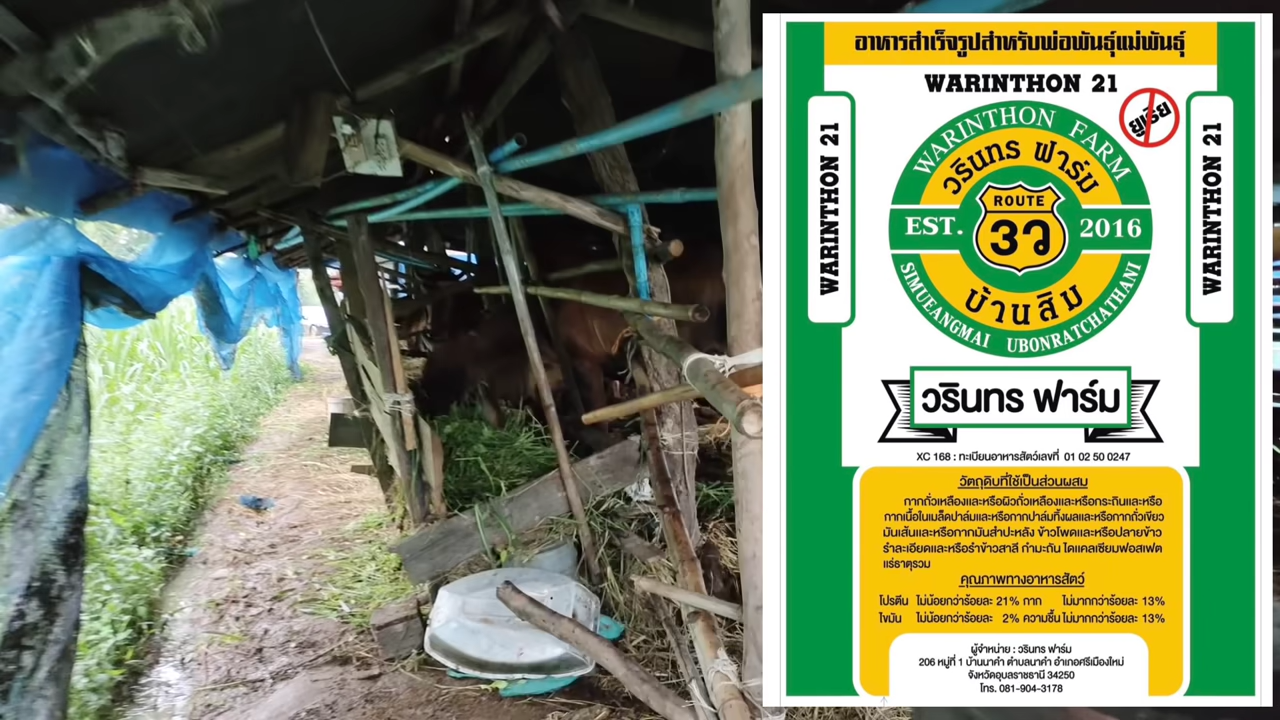 อาหารสำเร็จรูปสำหรับพ่อพันธุ์แม่พันธุ์
WARINTHON 21
ยูเรีย
WARINTHON 21
WARINTHON 21
WARINTHON FARM
วรินทร ฟาร์ม
ROUTE
3ว
EST. 2016
บ้านสิม
SIMUEANGMAI UBONRATCHATHANI
วรินทร ฟาร์ม
XC 168 : ทะเบียนอาหารสัตว์เลขที่ 01 02 50 0247
วัตถุดิบที่ใช้เป็นส่วนผสม
กากถั่วเหลืองและหรือผิวถั่วเหลืองและหรือกระถินและหรือ
กากเนื้อในเมล็ดปาล์มและหรือกากปาล์มทิ้งผลและหรือกากถั่วเขียว
มันเส้นและหรือกากมันสำปะหลัง ข้าวโพดและหรือปลายข้าว
รำละเอียดและหรือรำข้าวสาลี กำมะถัน ไดแคลเซียมฟอสเฟต
แร่ธาตุรวม
คุณภาพทางอาหารสัตว์
โปรตีน ไม่น้อยกว่าร้อยละ 21% กาก ไม่มากกว่าร้อยละ 13%
ไขมัน ไม่น้อยกว่าร้อยละ 2% ความชื้น ไม่มากกว่าร้อยละ 13%
ผู้จำหน่าย : วรินทร ฟาร์ม
206 หมู่ที่ 1 บ้านนาคำ ตำบลนาคำ อำเภอศรีเมืองใหม่
จังหวัดอุบลราชธานี 34250
โทร. 081-904-3178